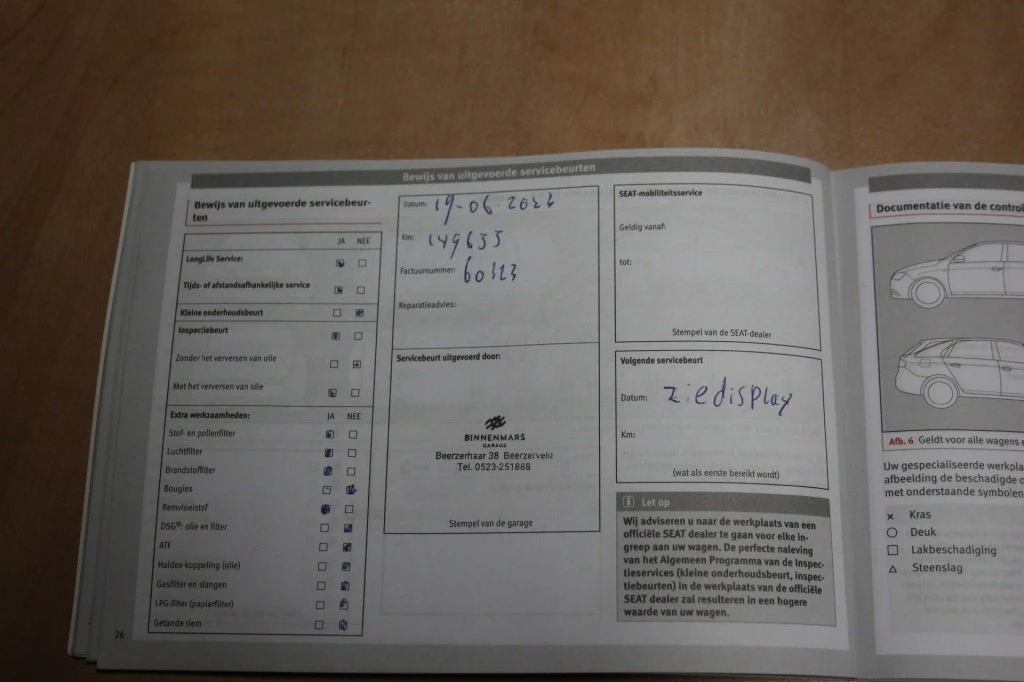 Bewijs van uitgevoerde servicebeurten
Bewijs van uitgevoerde servicebeur-
ten
JA NEE
LongLife Service:
Tijds- of afstandsafhankelijke service
Kleine onderhoudsbeurt
Inspectiebeurt
Zonder het verversen van olie
Met het verversen van olie
Extra werkzaamheden: JA NEE
Stof- en pollenfilter
Luchtfilter
Brandstoffilter
Bougies
Remvloeistof
DSG®: olie en filter
ATF
Haldex-koppeling (olie)
Gasfilter en slangen
LPG-filter (papierfilter)
Getande riem
26
Datum: 19-06-2023
Km: 149635
Factuurnummer: 60323
Reparatieadvies:
Servicebeurt uitgevoerd door:
BINNENMARS
GARAGE
Beerzerhaar 38 Beerzerveld
Tel. 0523-251888
Stempel van de garage
SEAT-mobiliteitsservice
Geldig vanaf:
tot:
Stempel van de SEAT-dealer
Volgende servicebeurt
Datum: zie display
Km:
(wat als eerste bereikt wordt)
i Let op
Wij adviseren u naar de werkplaats van een
officiële SEAT dealer te gaan voor elke in-
greep aan uw wagen. De perfecte naleving
van het Algemeen Programma van de Inspec-
tieservices (kleine onderhoudsbeurt, inspec-
tiebeurten) in de werkplaats van de officiële
SEAT dealer zal resulteren in een hogere
waarde van uw wagen.
Documentatie van de control
Afb. 6 Geldt voor alle wagens
Uw gespecialiseerde werkpla
afbeelding de beschadigde
met onderstaande symbolen
Kras
Deuk
Lakbeschadiging
Steenslag